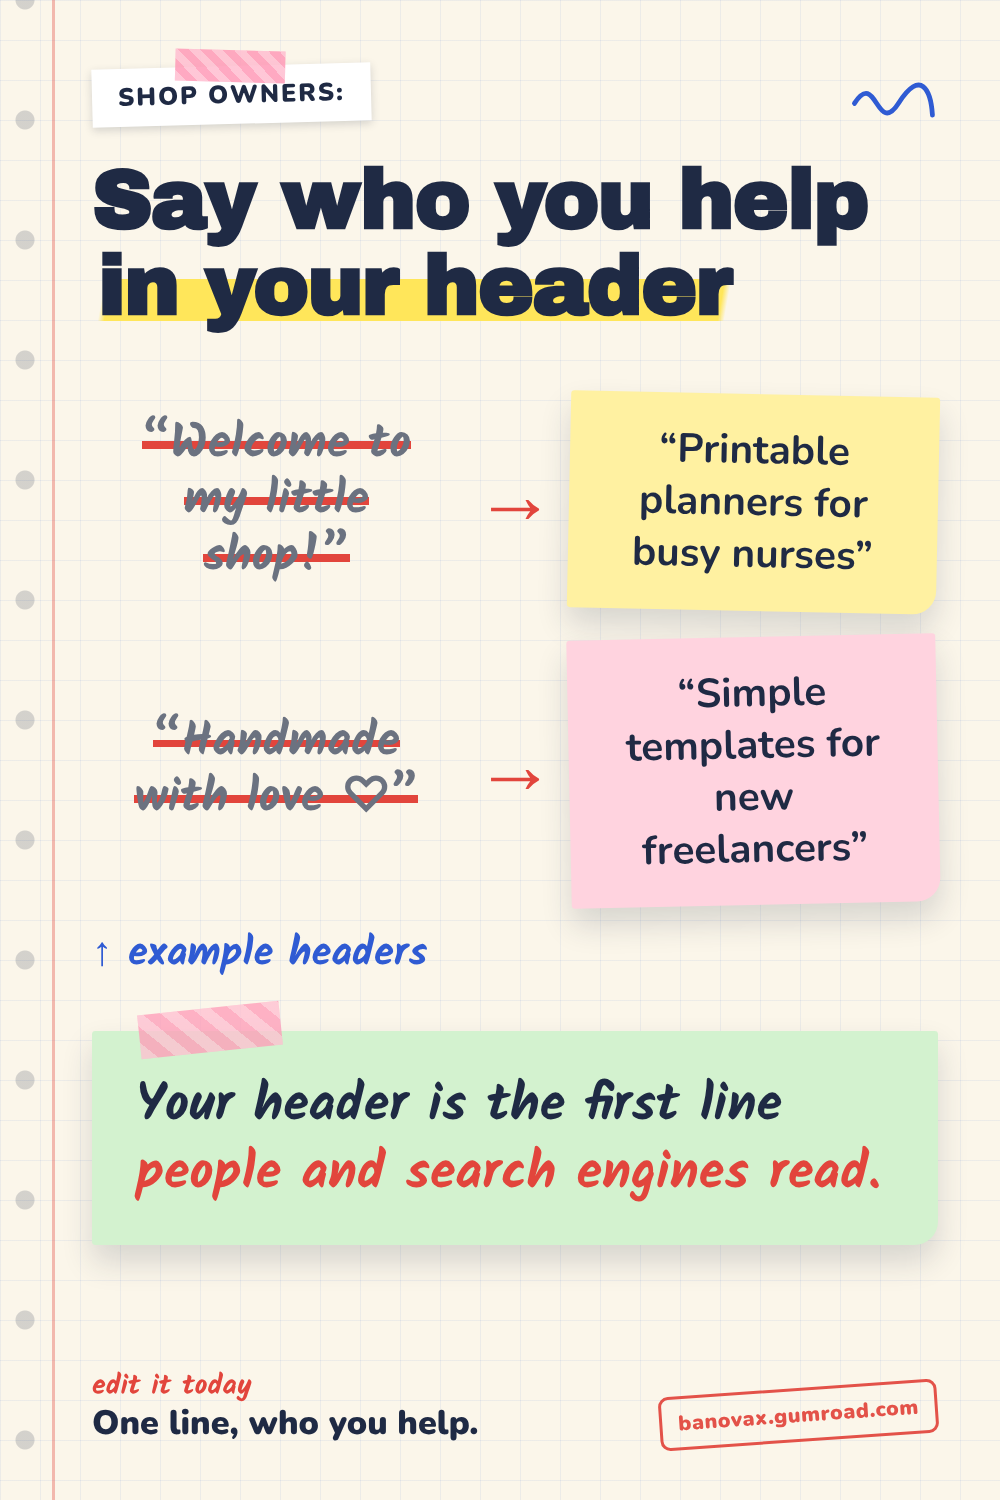 SHOP OWNERS:
Say who you help
in your header
“Welcome to
my little
shop!”
→
“Printable
planners for
busy nurses”
“Handmade
with love ♡”
→
“Simple
templates for
new
freelancers”
↑ example headers
Your header is the first line
people and search engines read.
edit it today
One line, who you help.
banovax.gumroad.com